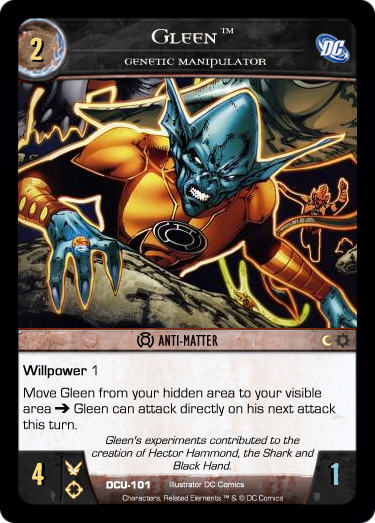 Gleen™
2
DC
GENETIC MANIPULATOR
ANTI-MATTER
Willpower 1
Move Gleen from your hidden area to your visible
area ➔ Gleen can attack directly on his next attack
this turn.
Gleen's experiments contributed to the
creation of Hector Hammond, the Shark and
Black Hand.
4
1
DCU-101 Illustrator DC Comics
Characters, Related Elements ™ & © DC Comics